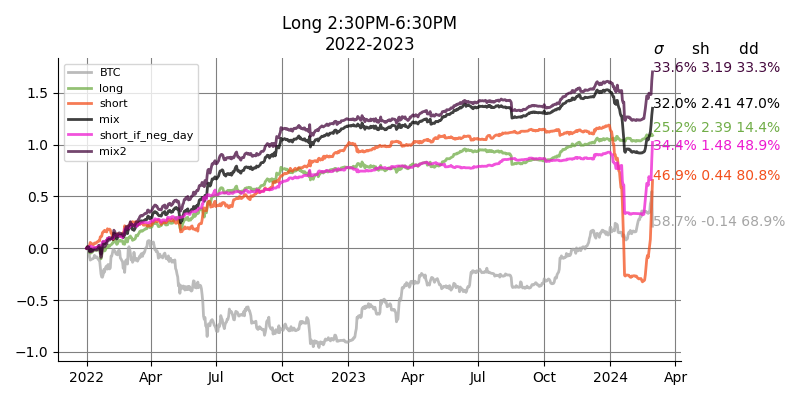 Long 2:30PM-6:30PM
2022-2023
σ sh dd
33.6% 3.19 33.3%
32.0% 2.41 47.0%
25.2% 2.39 14.4%
34.4% 1.48 48.9%
46.9% 0.44 80.8%
58.7% -0.14 68.9%
BTC
long
short
mix
short_if_neg_day
mix2
1.5
1.0
0.5
0.0
−0.5
−1.0
2022 Apr Jul Oct 2023 Apr Jul Oct 2024 Apr